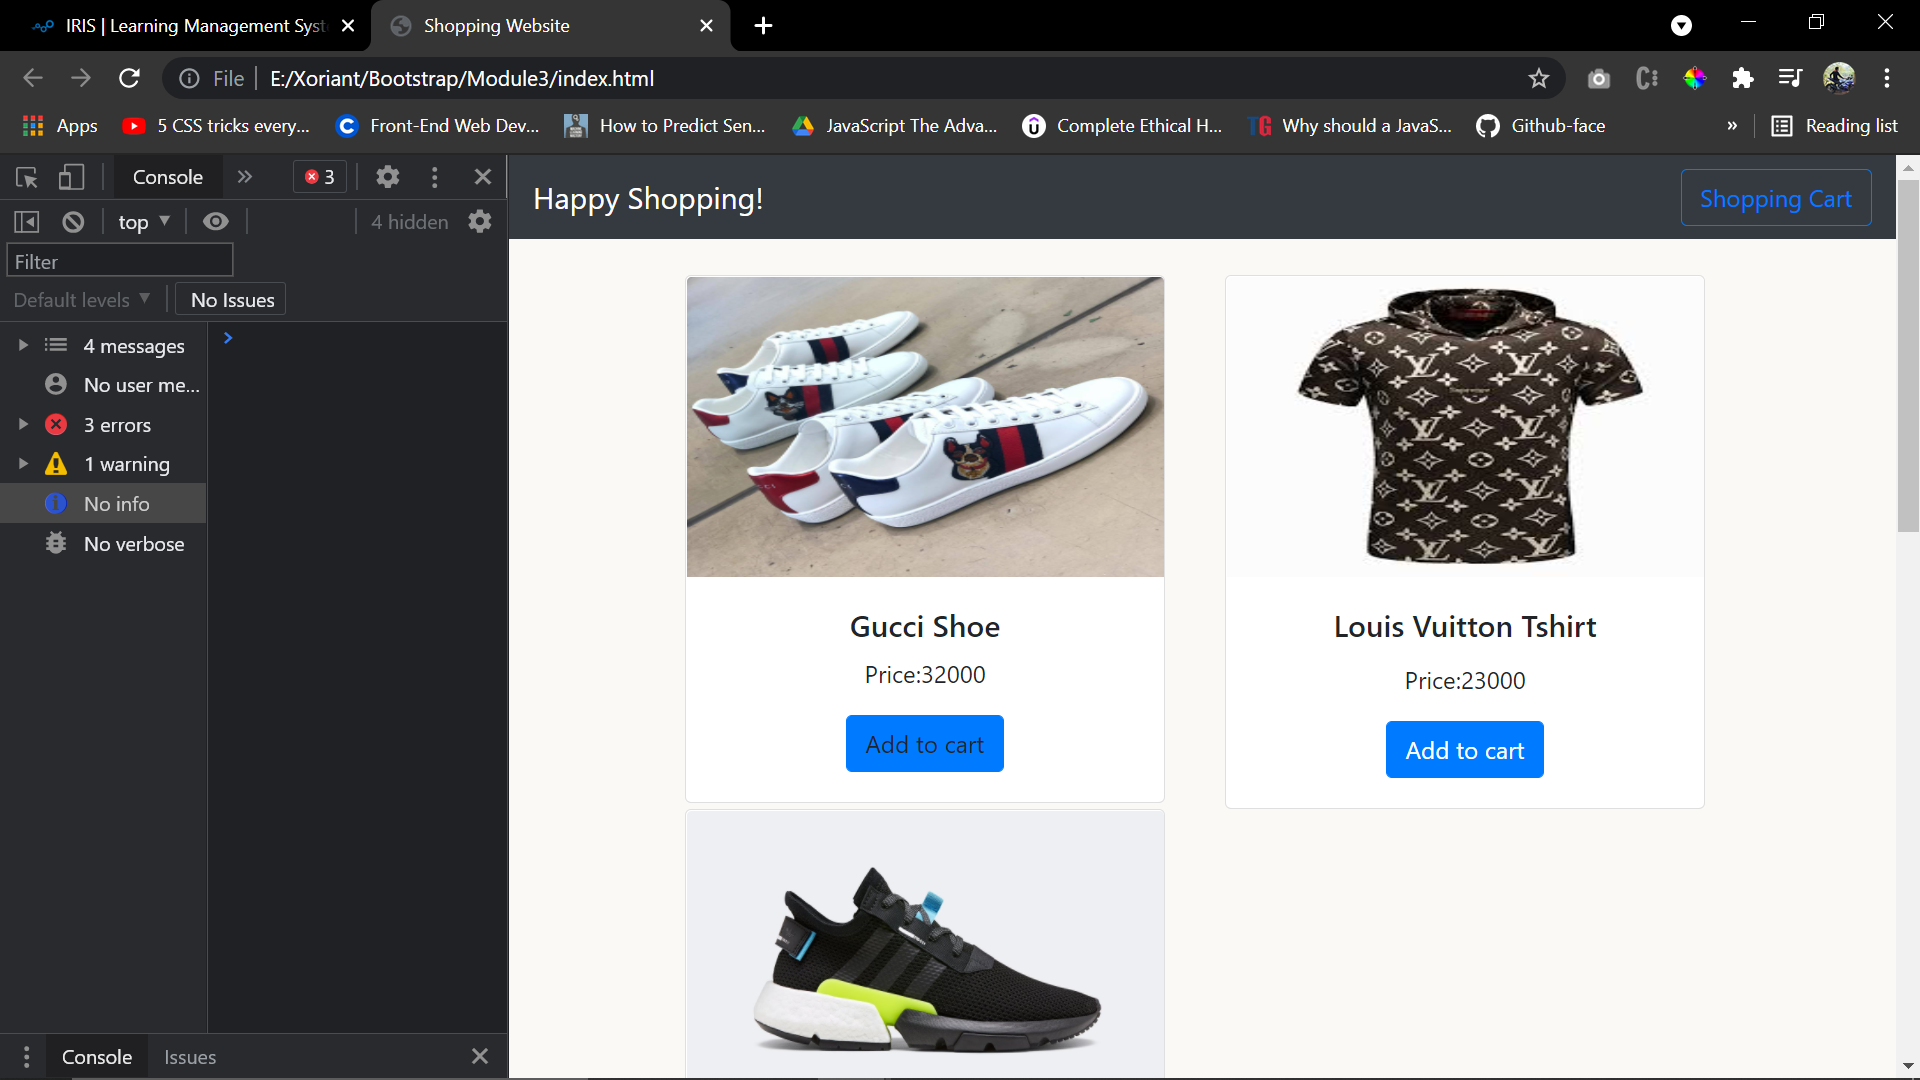 IRIS | Learning Management Syst
Shopping Website
File
E:/Xoriant/Bootstrap/Module3/index.html
Apps
5 CSS tricks every...
Front-End Web Dev...
How to Predict Sen...
JavaScript The Adva...
Complete Ethical H...
TG
Why should a JavaS...
Github-face
»
Reading list
Console
3
top
4 hidden
Filter
Default levels
No Issues
4 messages
No user me...
3 errors
1 warning
No info
No verbose
Console
Issues
Happy Shopping!
Shopping Cart
Gucci Shoe
Price:32000
Add to cart
Louis Vuitton Tshirt
Price:23000
Add to cart